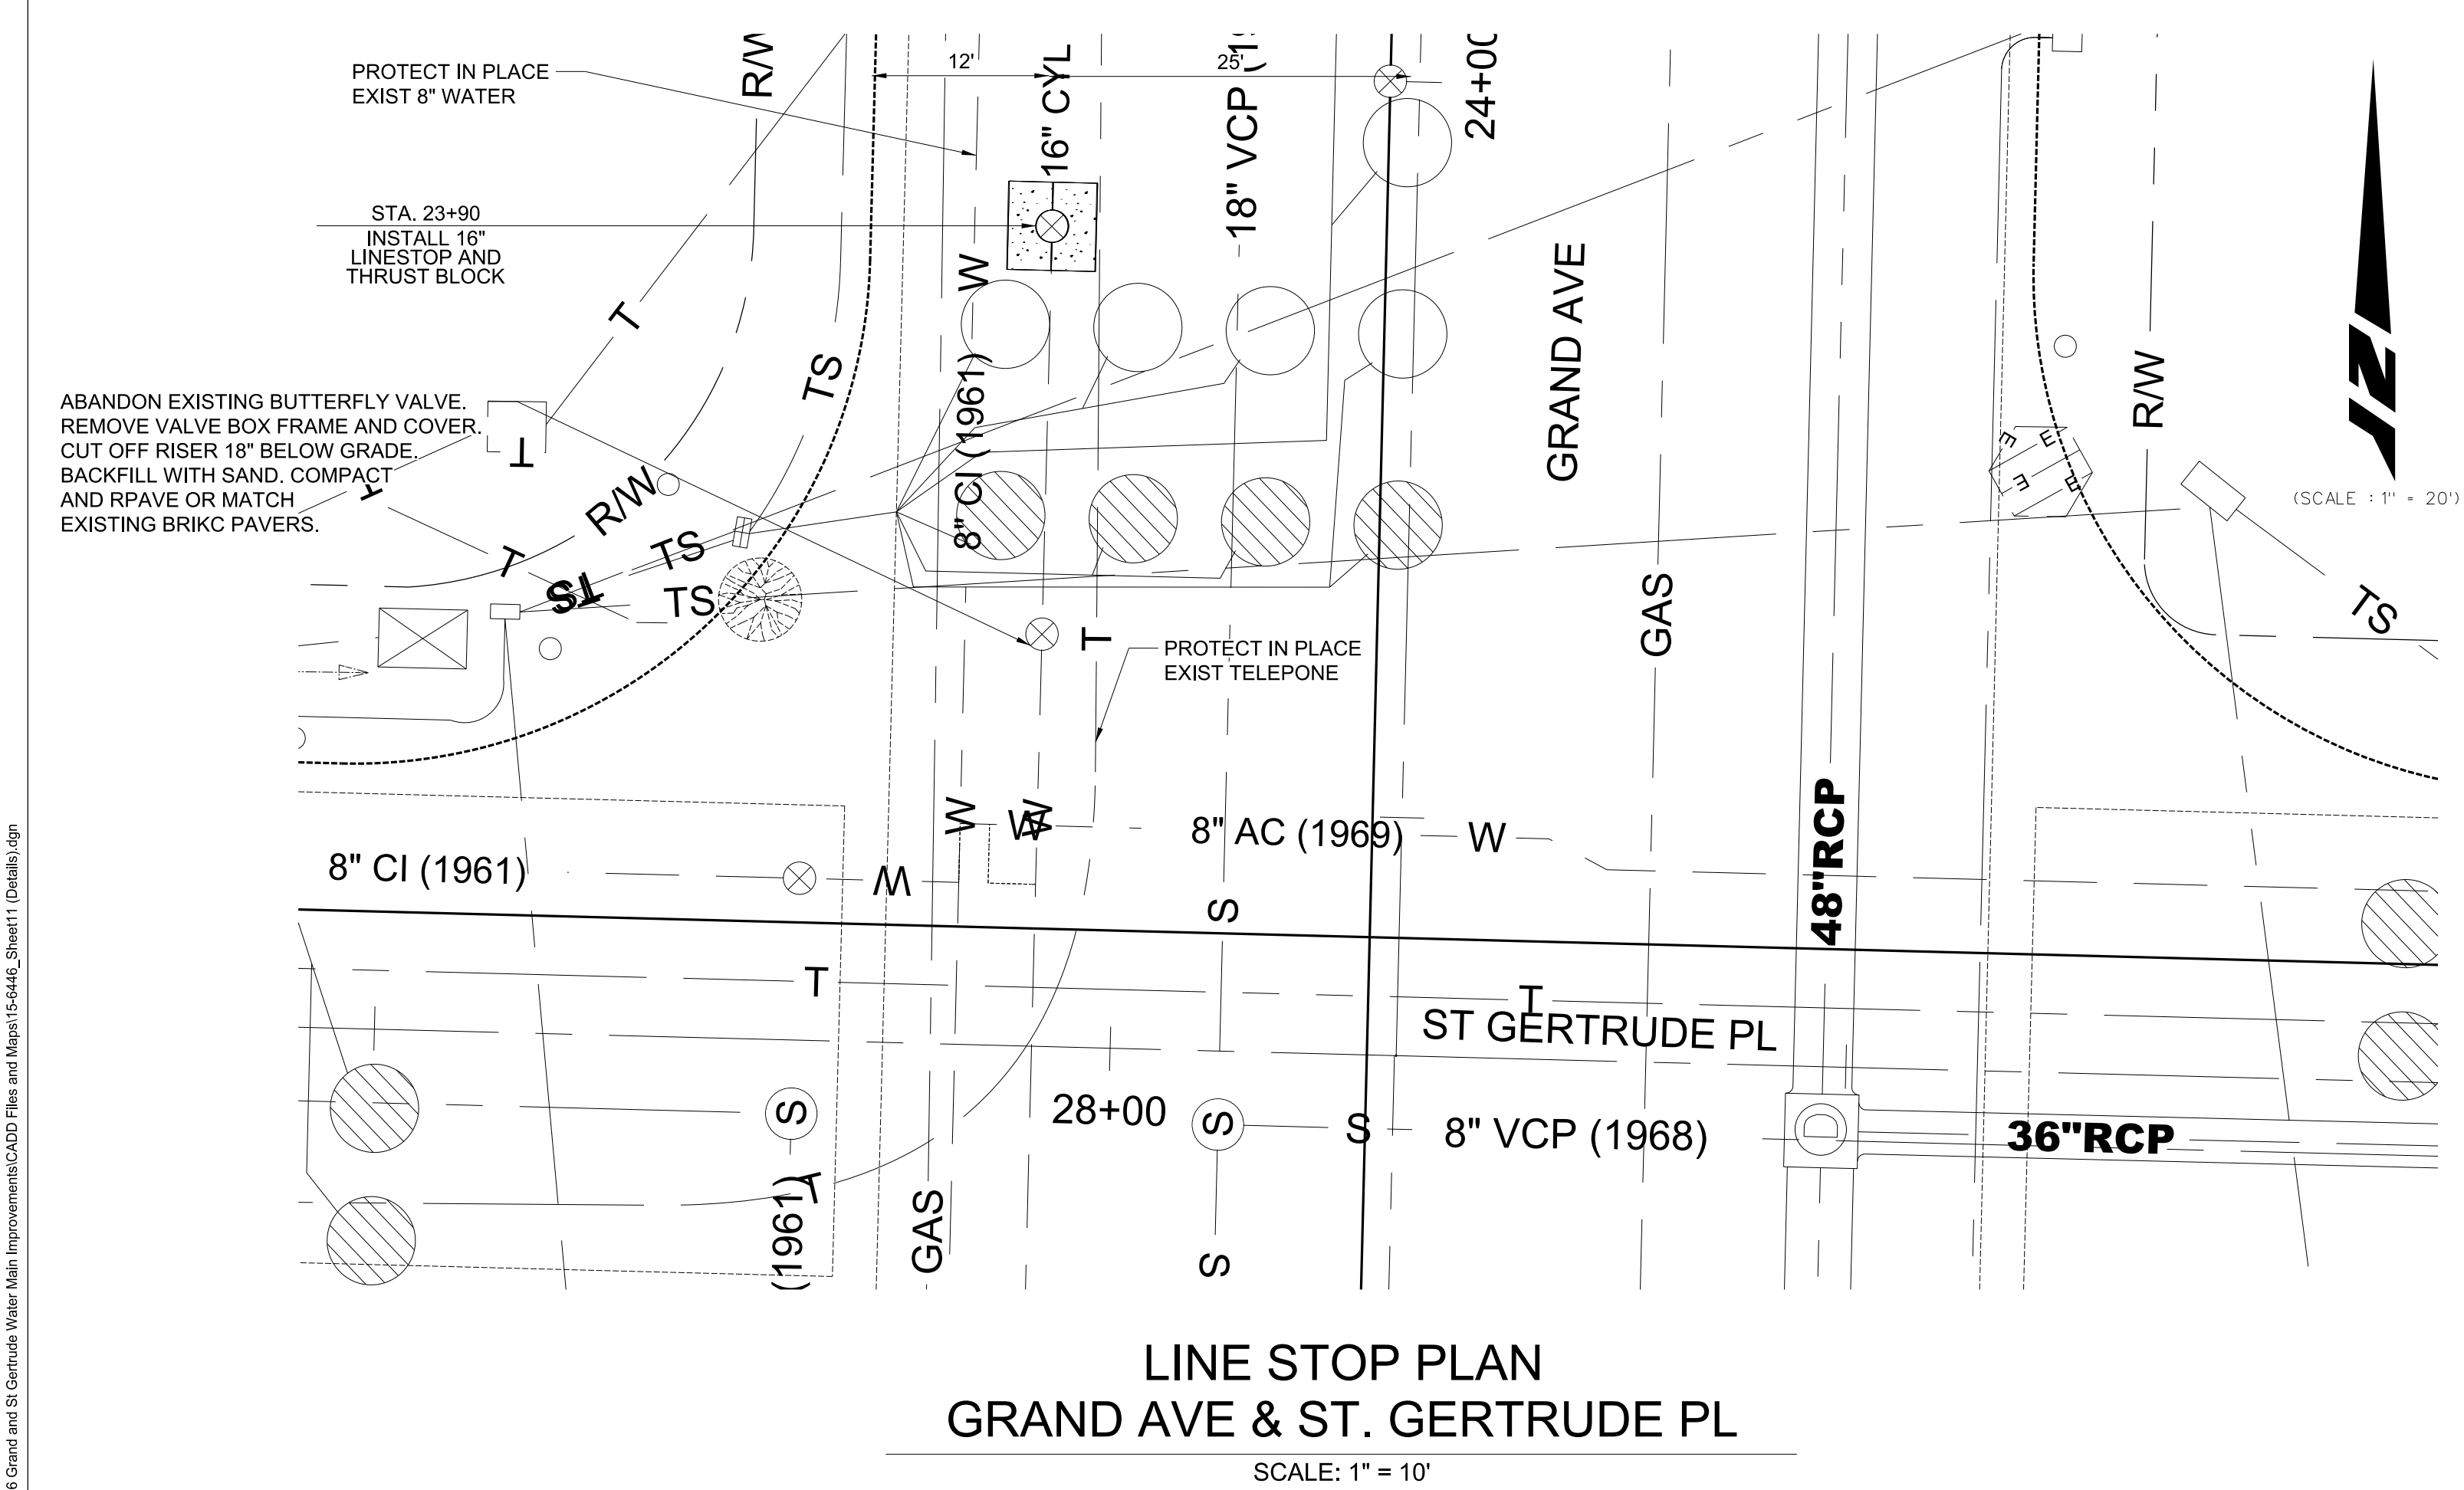 R/W
12'
16" CYL
25'
18" VCP (19
24+00
PROTECT IN PLACE
EXIST 8" WATER
STA. 23+90
INSTALL 16"
LINESTOP AND
THRUST BLOCK
W
T
TS
8" CI (1961)
GRAND AVE
R/W
N
(SCALE : 1" = 20')
ABANDON EXISTING BUTTERFLY VALVE.
REMOVE VALVE BOX FRAME AND COVER.
CUT OFF RISER 18" BELOW GRADE.
BACKFILL WITH SAND. COMPACT
AND RPAVE OR MATCH
EXISTING BRIKC PAVERS.
T
T
R/W
E
E
E
E
T
TS
TS
TS
GAS
TS
T
PROTECT IN PLACE
EXIST TELEPONE
W
W
W
8" AC (1969)
W
48"RCP
8" CI (1961)
W
S
T
T
ST GERTRUDE PL
28+00
S
S
S
8" VCP (1968)
36"RCP
(1961)
T
GAS
S
LINE STOP PLAN
GRAND AVE & ST. GERTRUDE PL
SCALE: 1" = 10'
6 Grand and St Gertrude Water Main Improvements\CADD Files and Maps\15-6446_Sheet11 (Details).dgn